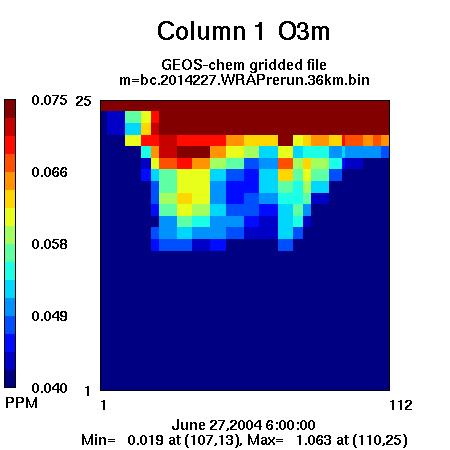 Column 1 O3m
GEOS-chem gridded file
m=bc.2014227.WRAPrerun.36km.bin
0.075
0.066
0.058
0.049
0.040
PPM
25
1
1
112
June 27,2004 6:00:00
Min= 0.019 at (107,13), Max= 1.063 at (110,25)